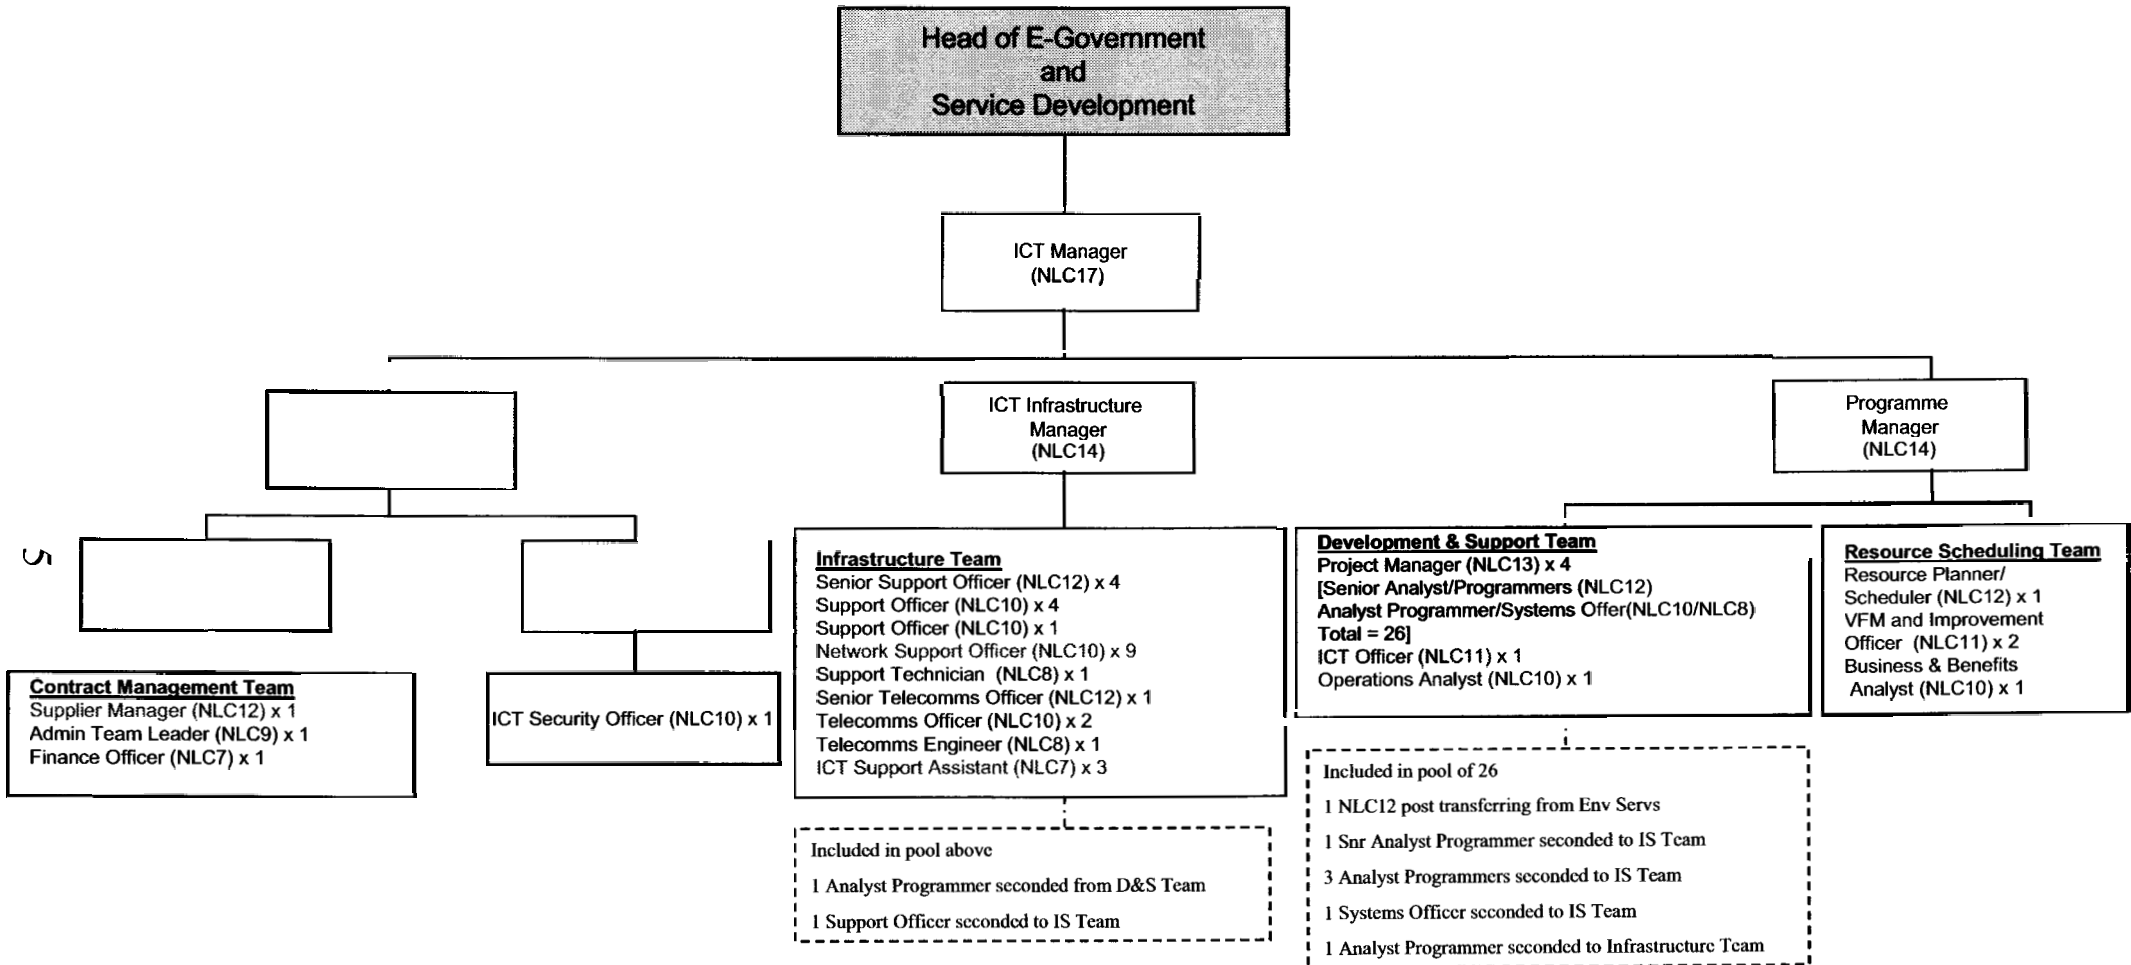 Head of E-Government
and
Service Development
ICT Manager
(NLC17)
ICT Infrastructure
Manager
(NLC14)
Programme
Manager
(NLC14)
5
Contract Management Team
Supplier Manager (NLC12) x 1
Admin Team Leader (NLC9) x 1
Finance Officer (NLC7) x 1
ICT Security Officer (NLC10) x 1
Infrastructure Team
Senior Support Officer (NLC12) x 4
Support Officer (NLC10) x 4
Support Officer (NLC10) x 1
Network Support Officer (NLC10) x 9
Support Technician (NLC8) x 1
Senior Telecomms Officer (NLC12) x 1
Telecomms Officer (NLC10) x 2
Telecomms Engineer (NLC8) x 1
ICT Support Assistant (NLC7) x 3
Included in pool above
1 Analyst Programmer seconded from D&S Team
1 Support Officer seconded to IS Team
Development & Support Team
Project Manager (NLC13) x 4
[Senior Analyst/Programmers (NLC12)
Analyst Programmer/Systems Offer(NLC10/NLC8)
Total = 26]
ICT Officer (NLC11) x 1
Operations Analyst (NLC10) x 1
Included in pool of 26
1 NLC12 post transferring from Env Servs
1 Snr Analyst Programmer seconded to IS Team
3 Analyst Programmers seconded to IS Team
1 Systems Officer seconded to IS Team
1 Analyst Programmer seconded to Infrastructure Team
Resource Scheduling Team
Resource Planner/
Scheduler (NLC12) x 1
VFM and Improvement
Officer (NLC11) x 2
Business & Benefits
Analyst (NLC10) x 1